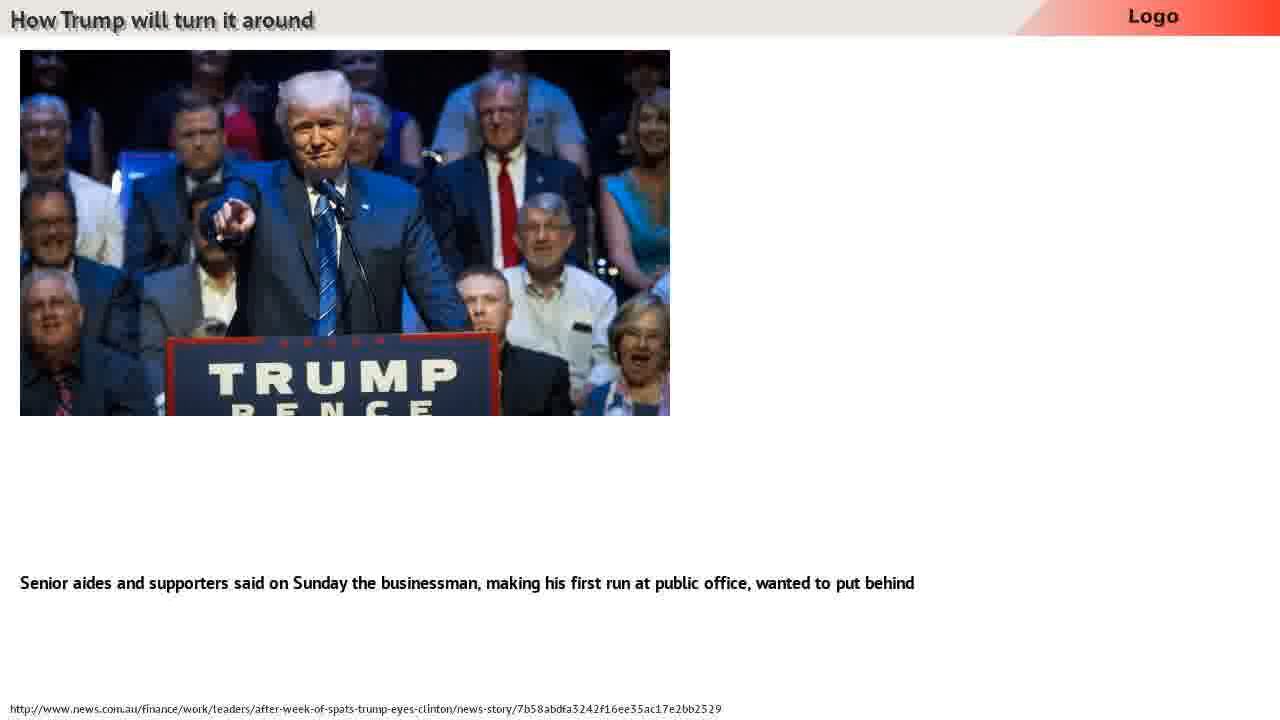 How Trump will turn it around
Logo
TRUMP
PENCE
Senior aides and supporters said on Sunday the businessman, making his first run at public office, wanted to put behind
http://www.news.com.au/finance/work/leaders/after-week-of-spats-trump-eyes-clinton/news-story/7b58abdfa3242f16ee35ac17e2bb2529